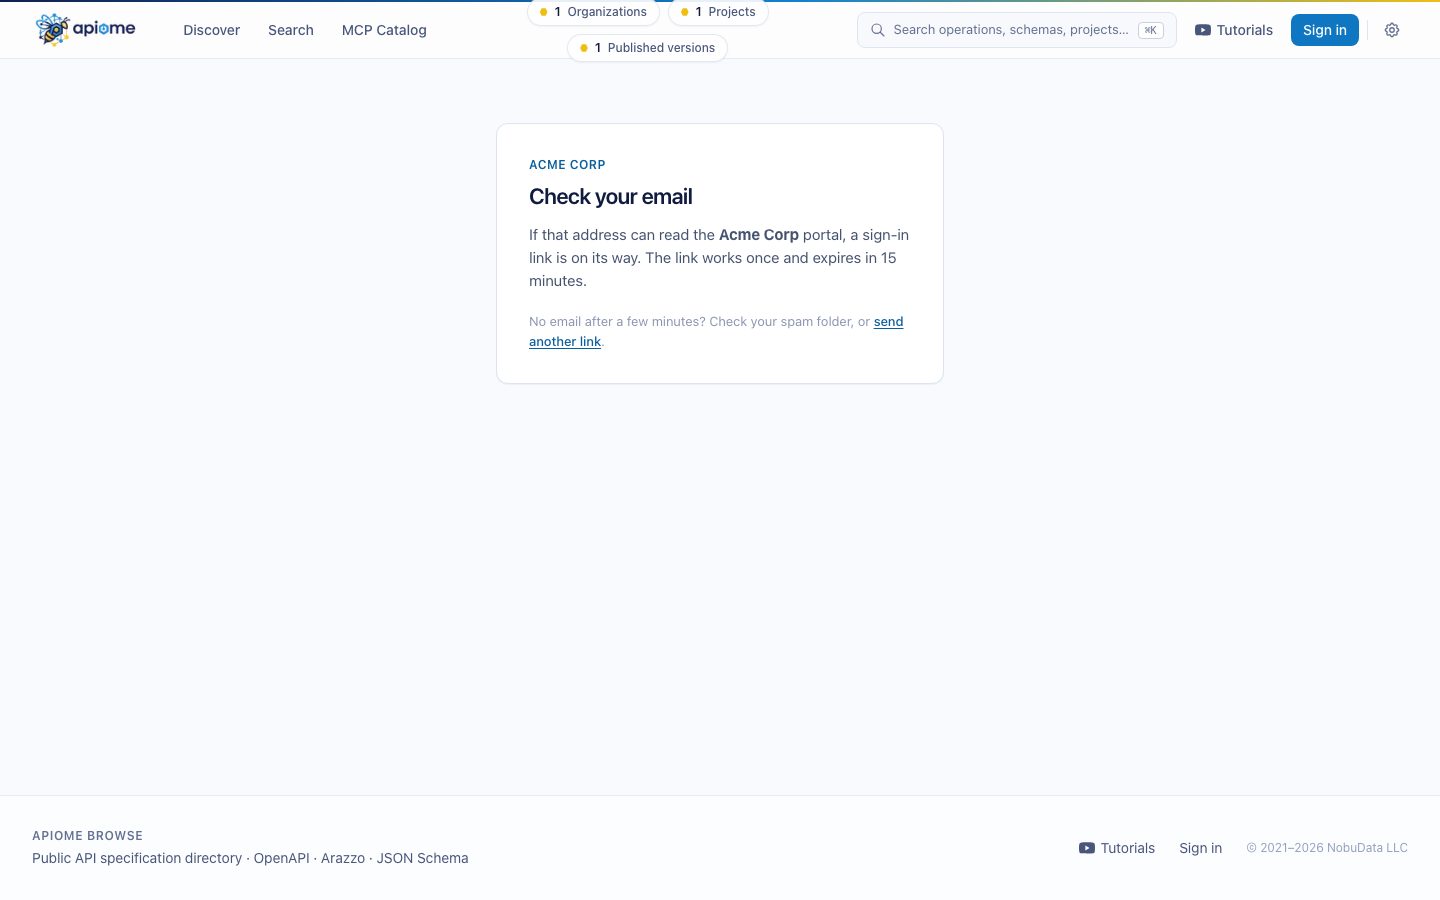 apiome
Discover
Search
MCP Catalog
1 Organizations
1 Projects
1 Published versions
Search operations, schemas, projects... ⌘K
Tutorials
Sign in
ACME CORP
Check your email
If that address can read the Acme Corp portal, a sign-in
link is on its way. The link works once and expires in 15
minutes.
No email after a few minutes? Check your spam folder, or send
another link.
APIOME BROWSE
Public API specification directory · OpenAPI · Arazzo · JSON Schema
Tutorials
Sign in
© 2021–2026 NobuData LLC